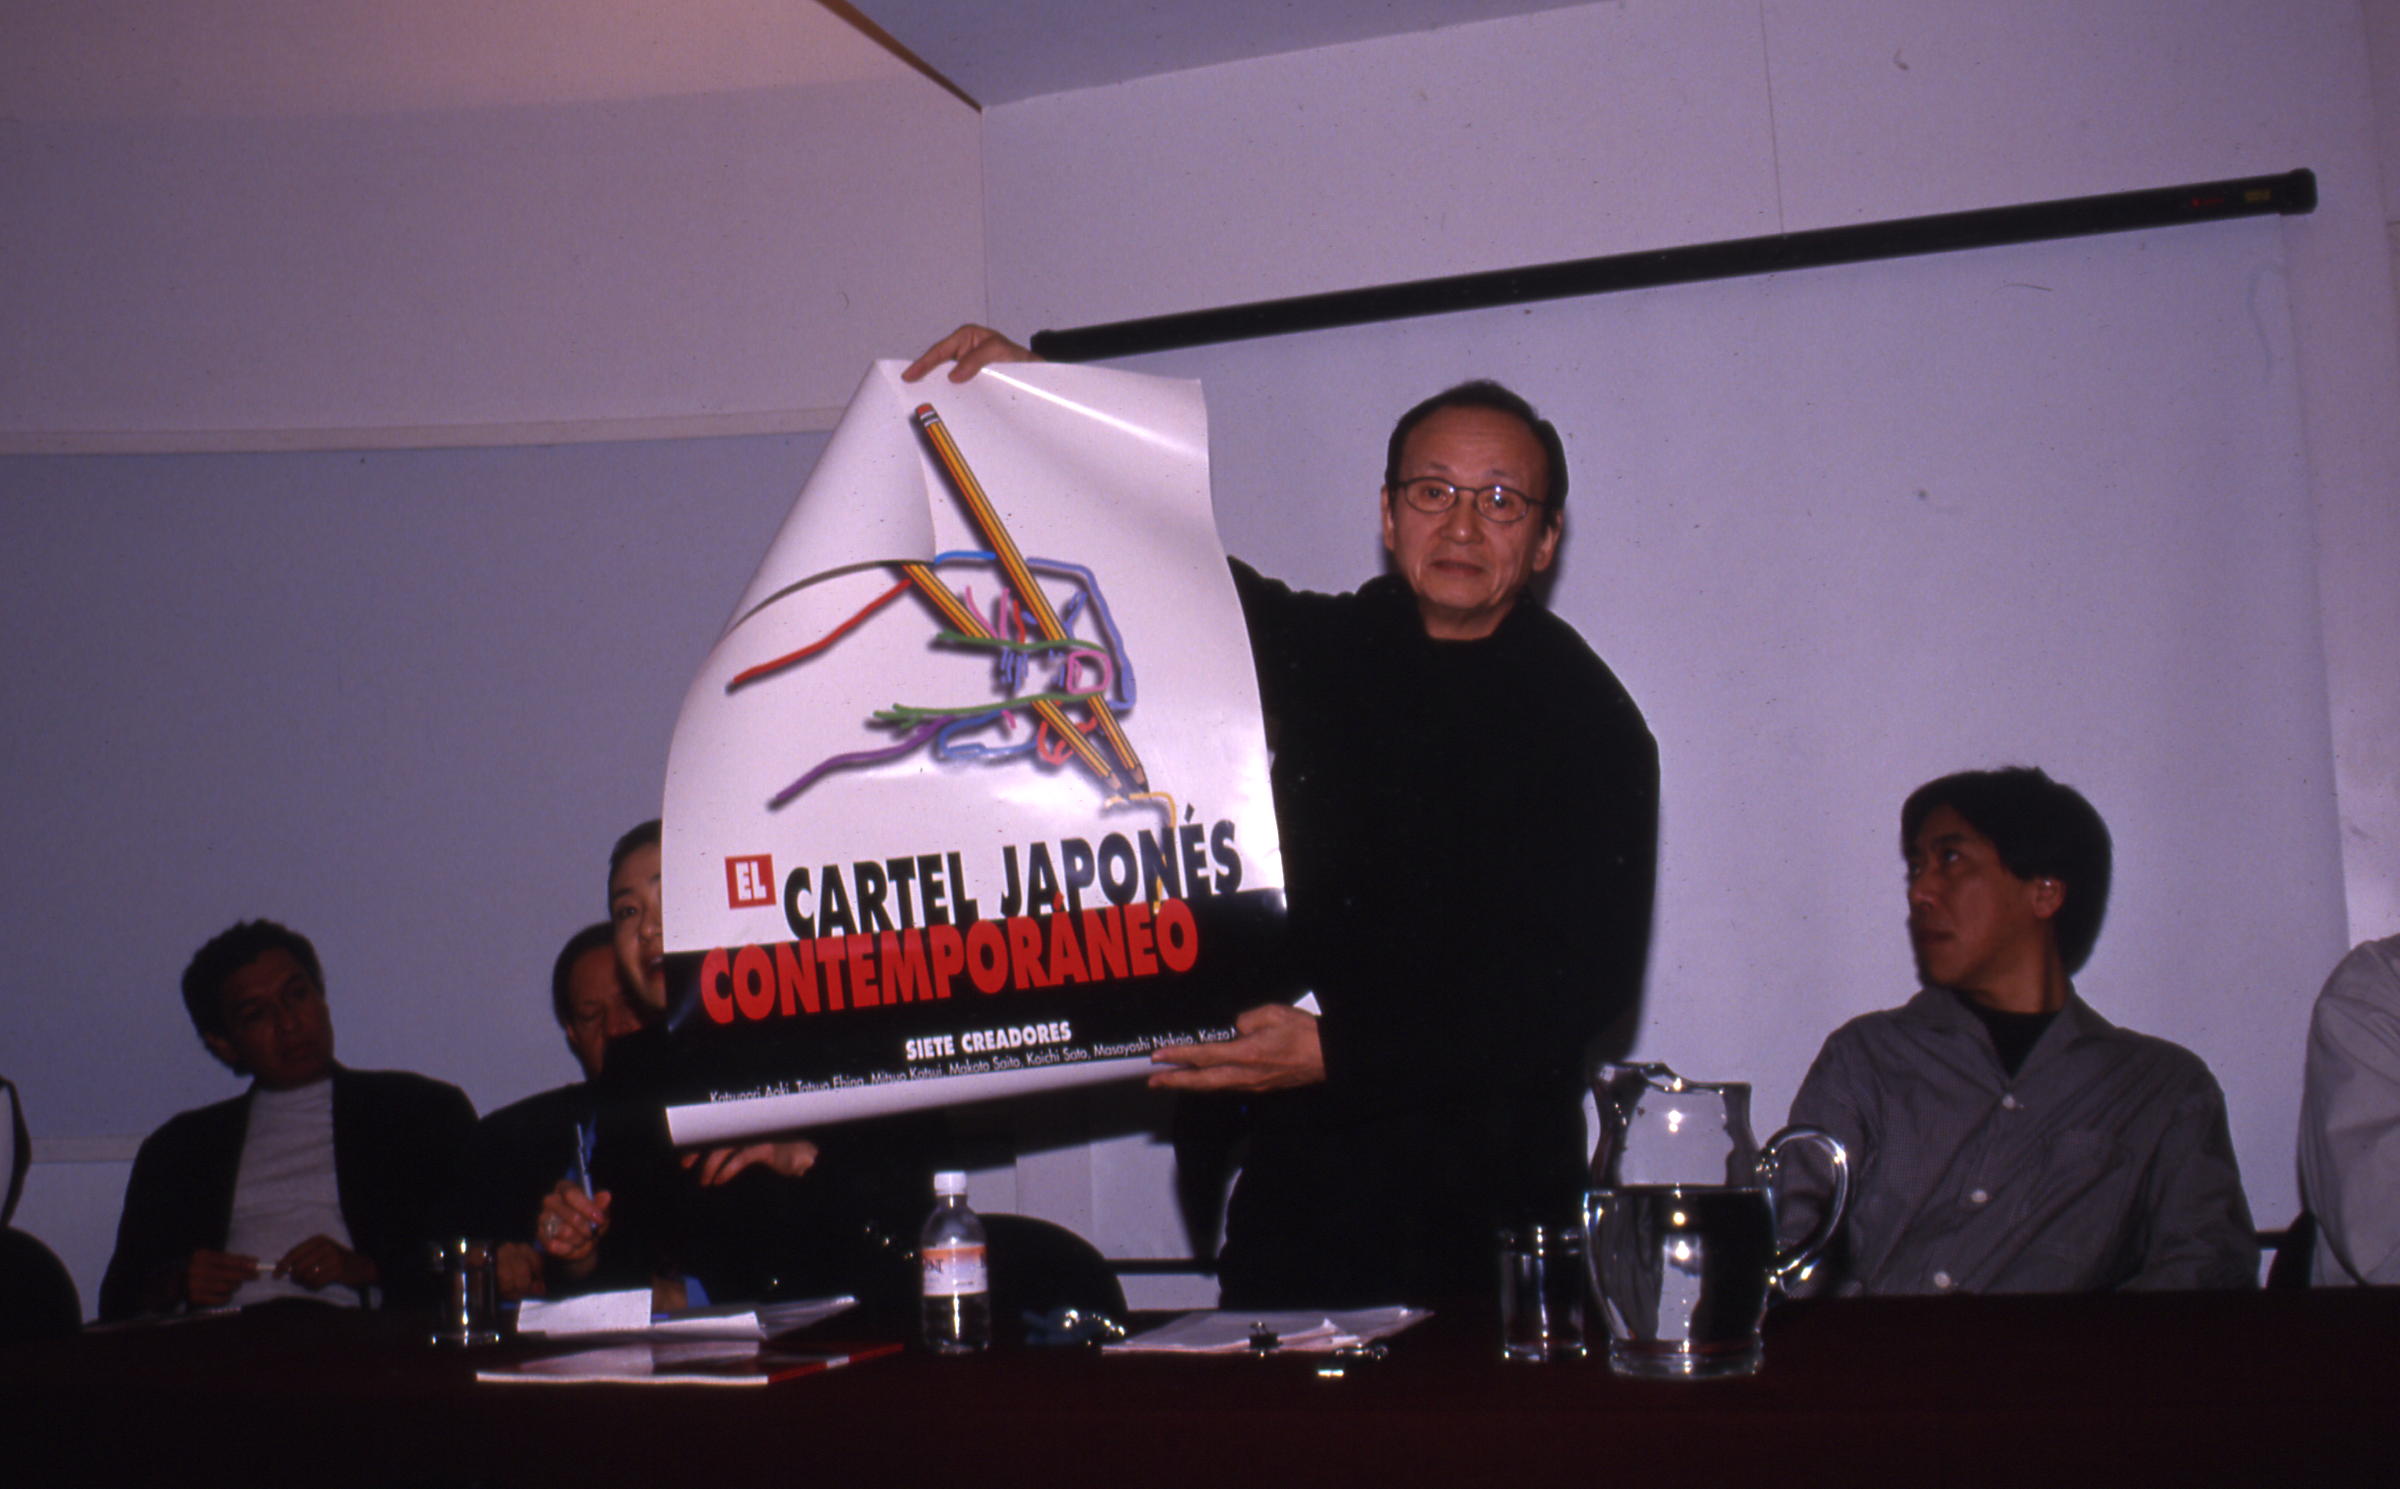 EL CARTEL JAPONÉS
CONTEMPORÁNEO
SIETE CREADORES
Katsunori Aoki, Tatsuo Ebina, Mitsuo Katsui, Makoto Saito, Koichi Sato, Masayoshi Nakajo, Keizo